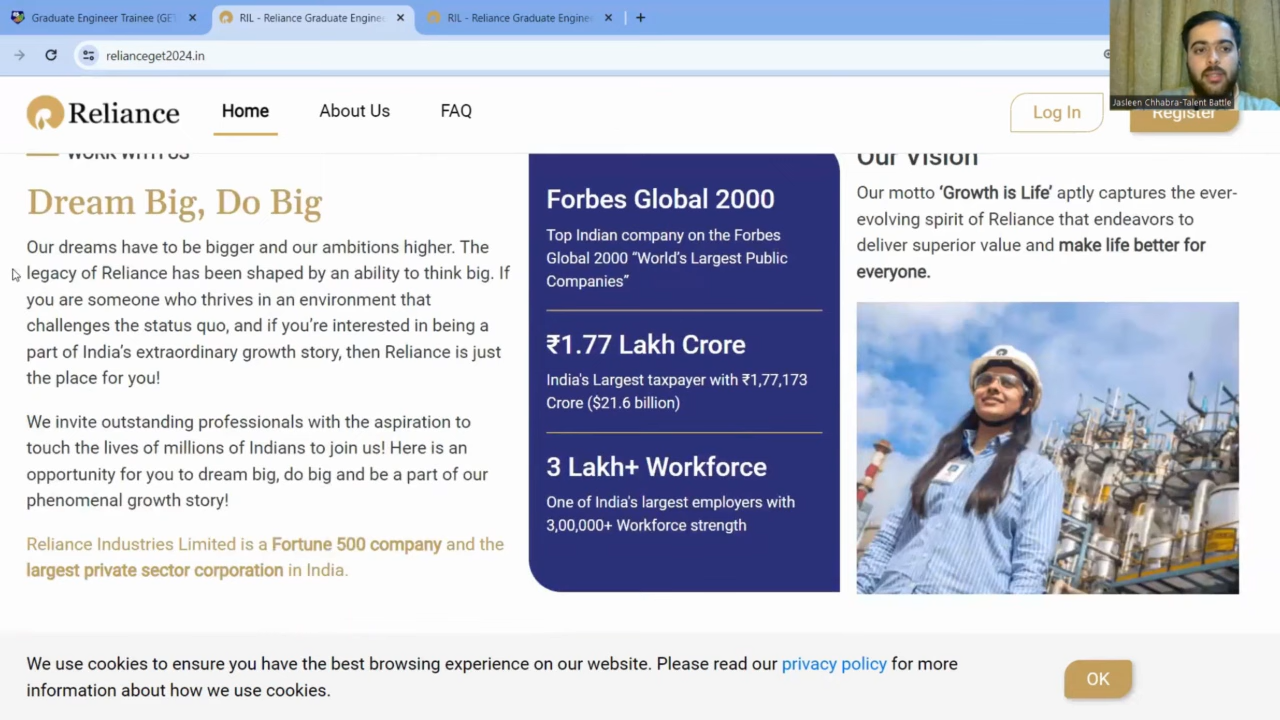 Graduate Engineer Trainee (GET
RIL - Reliance Graduate Enginee
RIL - Reliance Graduate Enginee
relianceget2024.in
Jasleen Chhabra-Talent Battle
Reliance
Home
About Us
FAQ
Log In
Register
WORK WITH US
Dream Big, Do Big
Our dreams have to be bigger and our ambitions higher. The
legacy of Reliance has been shaped by an ability to think big. If
you are someone who thrives in an environment that
challenges the status quo, and if you’re interested in being a
part of India’s extraordinary growth story, then Reliance is just
the place for you!
We invite outstanding professionals with the aspiration to
touch the lives of millions of Indians to join us! Here is an
opportunity for you to dream big, do big and be a part of our
phenomenal growth story!
Reliance Industries Limited is a Fortune 500 company and the
largest private sector corporation in India.
Forbes Global 2000
Top Indian company on the Forbes
Global 2000 “World’s Largest Public
Companies”
₹1.77 Lakh Crore
India's Largest taxpayer with ₹1,77,173
Crore ($21.6 billion)
3 Lakh+ Workforce
One of India's largest employers with
3,00,000+ Workforce strength
Our Vision
Our motto ‘Growth is Life’ aptly captures the ever-
evolving spirit of Reliance that endeavors to
deliver superior value and make life better for
everyone.
We use cookies to ensure you have the best browsing experience on our website. Please read our privacy policy for more
information about how we use cookies.
OK